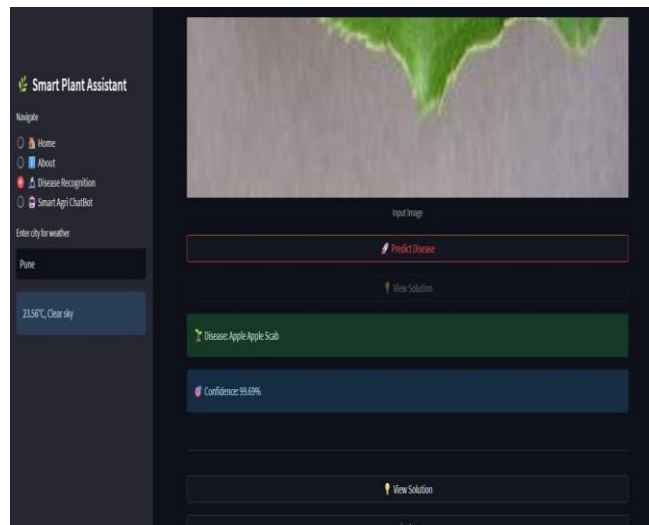 Smart Plant Assistant
Navigate
Home
About
Disease Recognition
Smart Agri ChatBot
Enter city for weather
Pune
23.56°C, Clear sky
Input Image
Predict Disease
View Solution
Disease: Apple Apple Scab
Confidence: 99.69%
View Solution